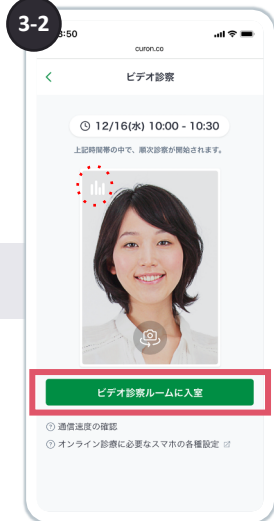 3-2
:50
curon.co
ビデオ診察
12/16(水) 10:00 - 10:30
上記時間帯の中で、順次診察が開始されます。
ビデオ診察ルームに入室
通信速度の確認
オンライン診療に必要なスマホの各種設定